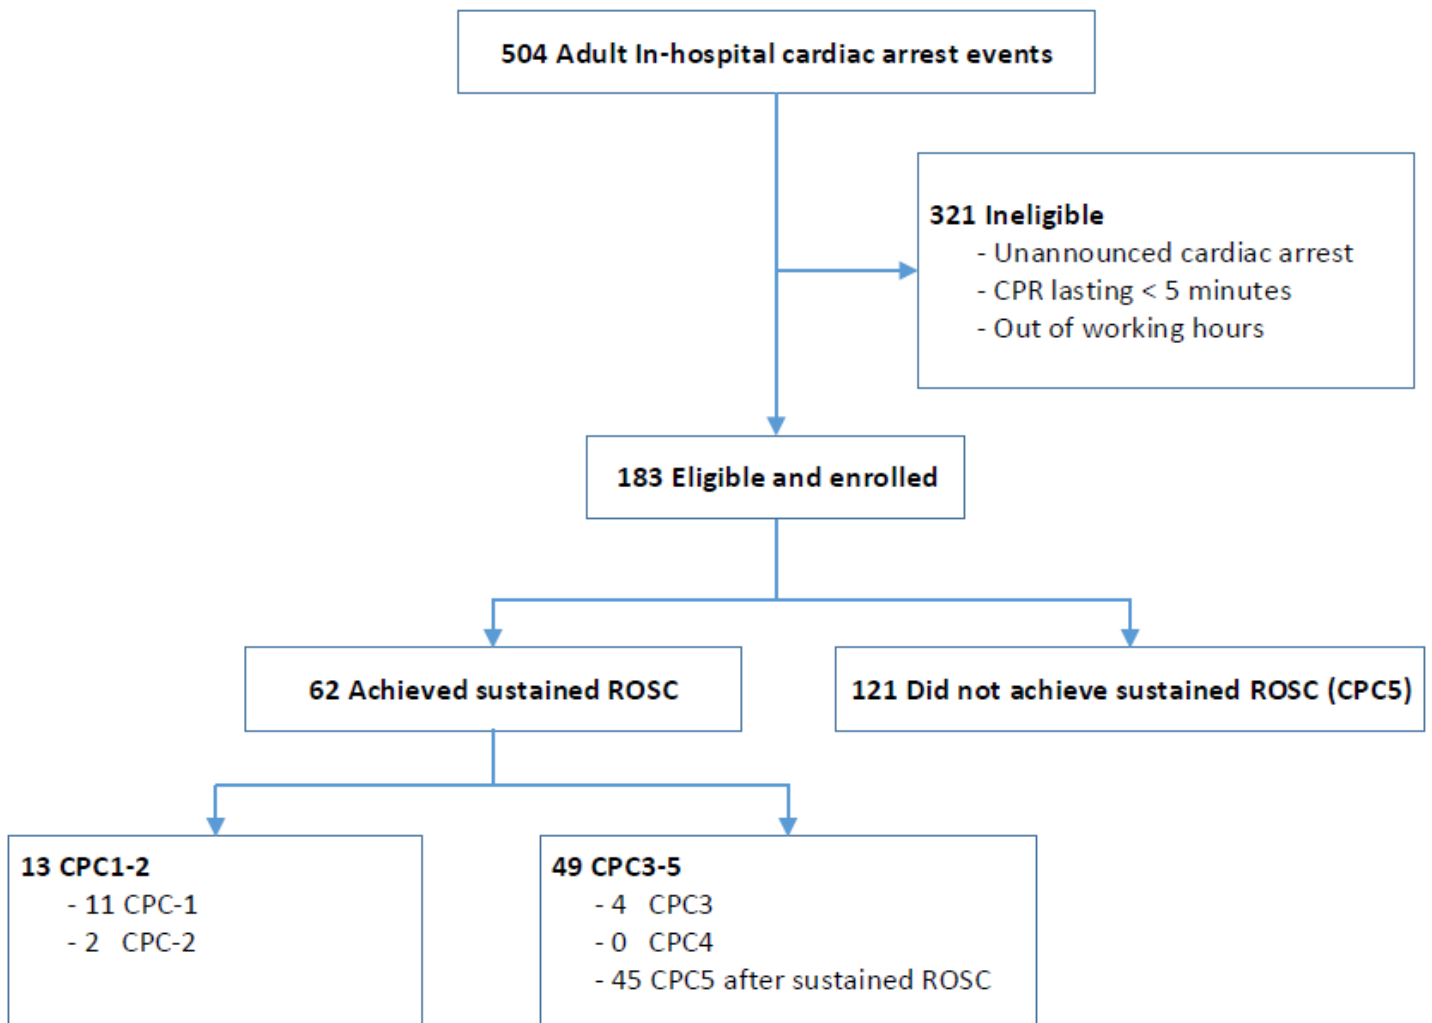 504 Adult In-hospital cardiac arrest events
321 Ineligible
- Unannounced cardiac arrest
- CPR lasting < 5 minutes
- Out of working hours
183 Eligible and enrolled
62 Achieved sustained ROSC
121 Did not achieve sustained ROSC (CPC5)
13 CPC1-2
- 11 CPC-1
- 2 CPC-2
49 CPC3-5
- 4 CPC3
- 0 CPC4
- 45 CPC5 after sustained ROSC